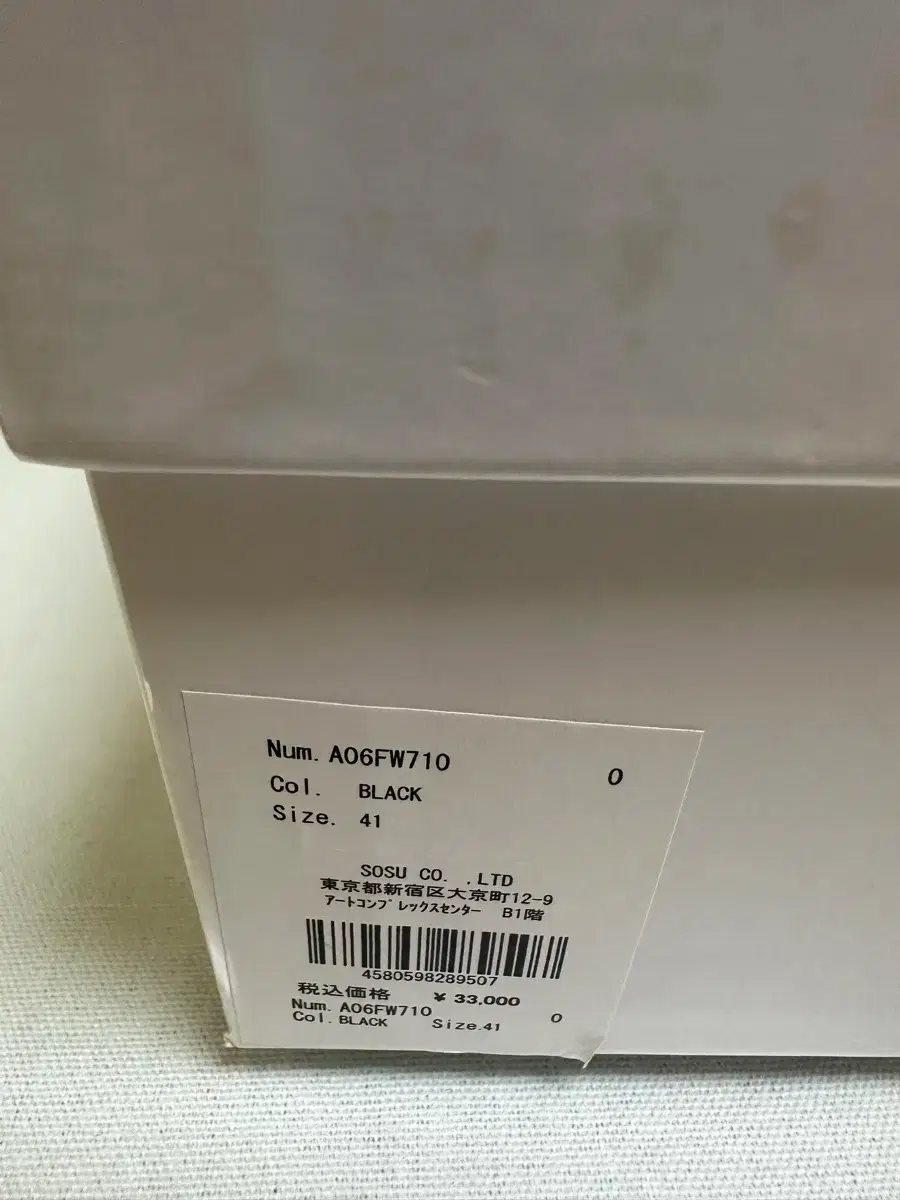 Num. A06FW710 0
Col. BLACK
Size. 41
SOSU CO. ,LTD
東京都新宿区大京町12-9
アートコンプレックスセンター B1階
4580598289507
税込価格 ¥ 33,000
Num. A06FW710 0
Col. BLACK Size.41